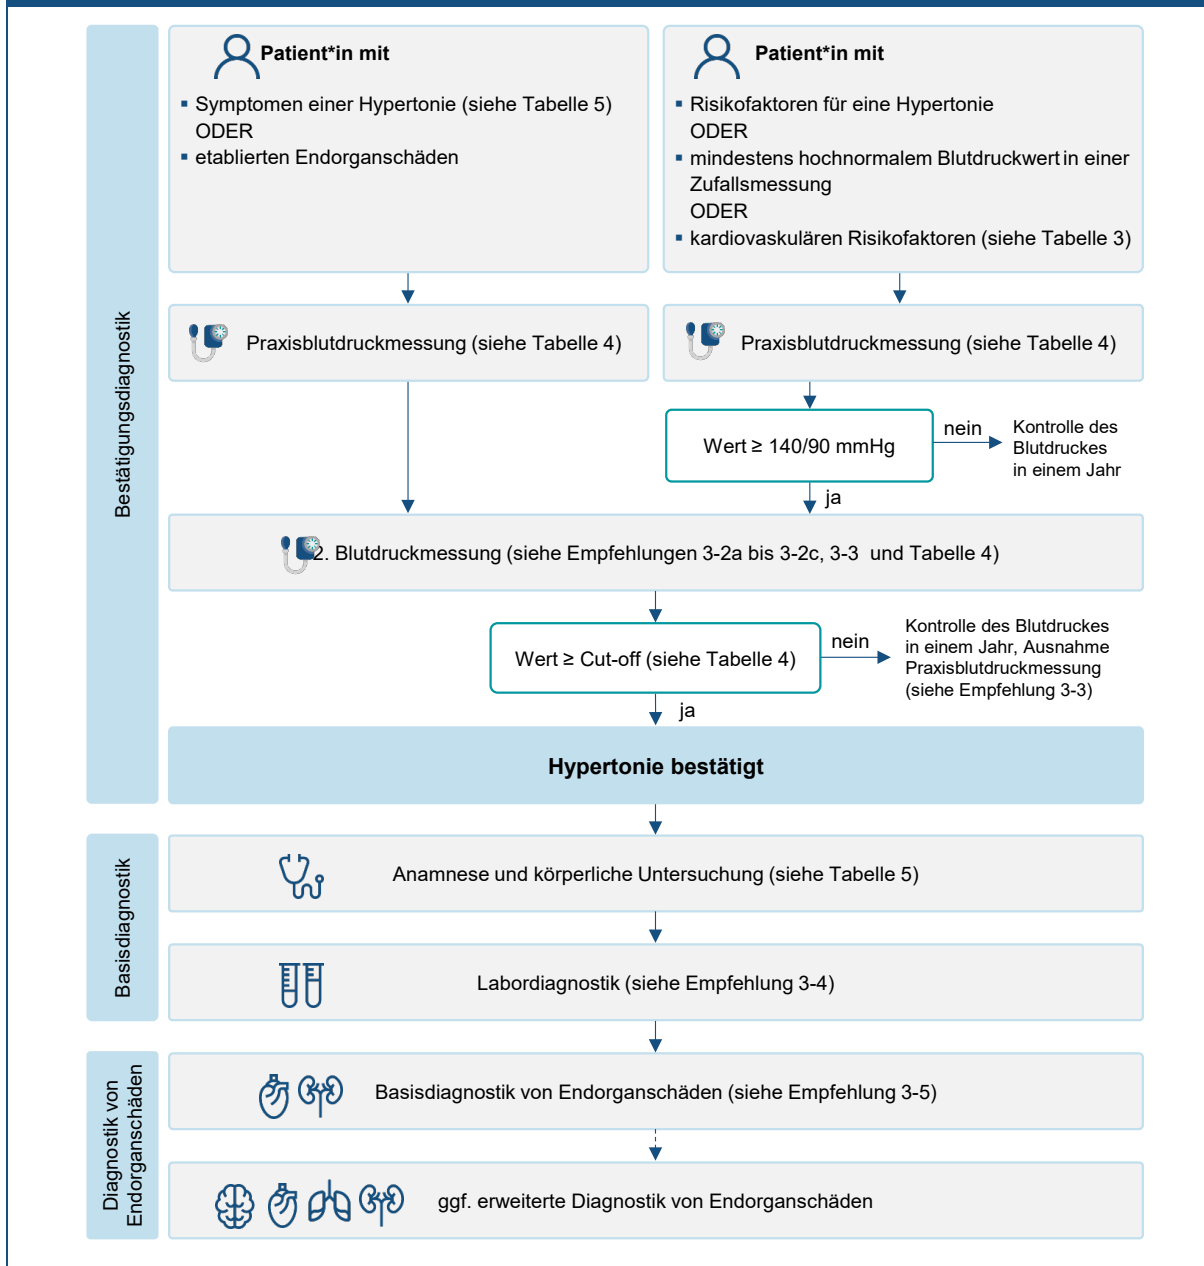 Bestätigungsdiagnostik
Patient*in mit
Symptomen einer Hypertonie (siehe Tabelle 5)
ODER
etablierten Endorganschäden
Patient*in mit
Risikofaktoren für eine Hypertonie
ODER
mindestens hochnormalem Blutdruckwert in einer
Zufallsmessung
ODER
kardiovaskulären Risikofaktoren (siehe Tabelle 3)
Praxisblutdruckmessung (siehe Tabelle 4)
Praxisblutdruckmessung (siehe Tabelle 4)
Wert ≥ 140/90 mmHg
nein
Kontrolle des
Blutdruckes
in einem Jahr
ja
2. Blutdruckmessung (siehe Empfehlungen 3-2a bis 3-2c, 3-3 und Tabelle 4)
Wert ≥ Cut-off (siehe Tabelle 4)
nein
Kontrolle des Blutdruckes
in einem Jahr, Ausnahme
Praxisblutdruckmessung
(siehe Empfehlung 3-3)
ja
Hypertonie bestätigt
Basisdiagnostik
Anamnese und körperliche Untersuchung (siehe Tabelle 5)
Labordiagnostik (siehe Empfehlung 3-4)
Diagnostik von
Endorganschäden
Basisdiagnostik von Endorganschäden (siehe Empfehlung 3-5)
ggf. erweiterte Diagnostik von Endorganschäden